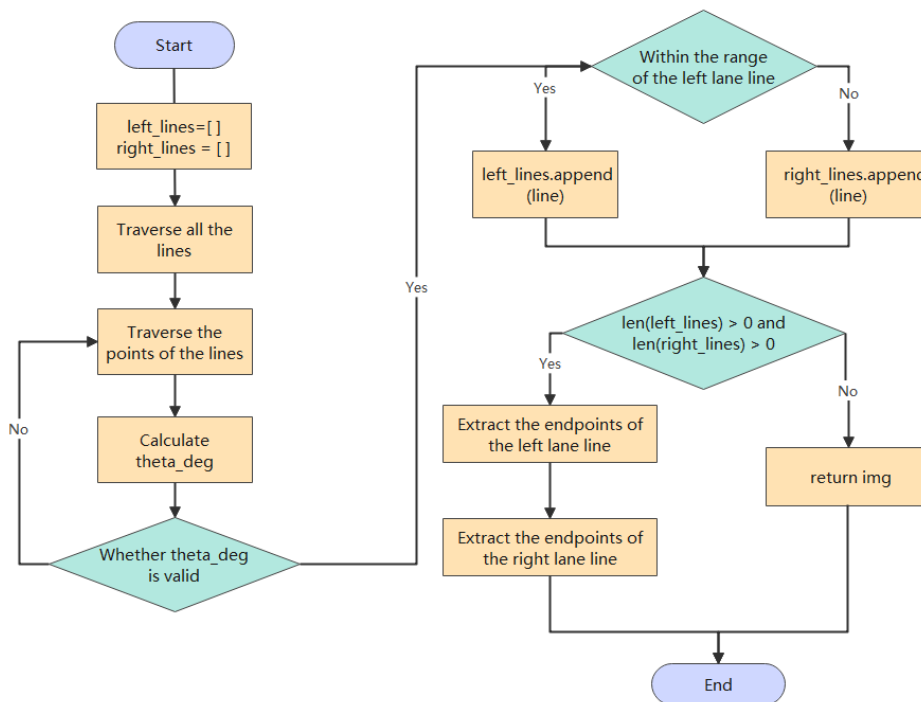 Start
left_lines=[ ]
right_lines = [ ]
Traverse all the
lines
Traverse the
points of the lines
No
Calculate
theta_deg
Whether theta_deg
is valid
Yes
Within the range
of the left lane line
Yes
No
left_lines.append
(line)
right_lines.append
(line)
len(left_lines) > 0 and
len(right_lines) > 0
Yes
No
Extract the endpoints of
the left lane line
return img
Extract the endpoints of
the right lane line
End